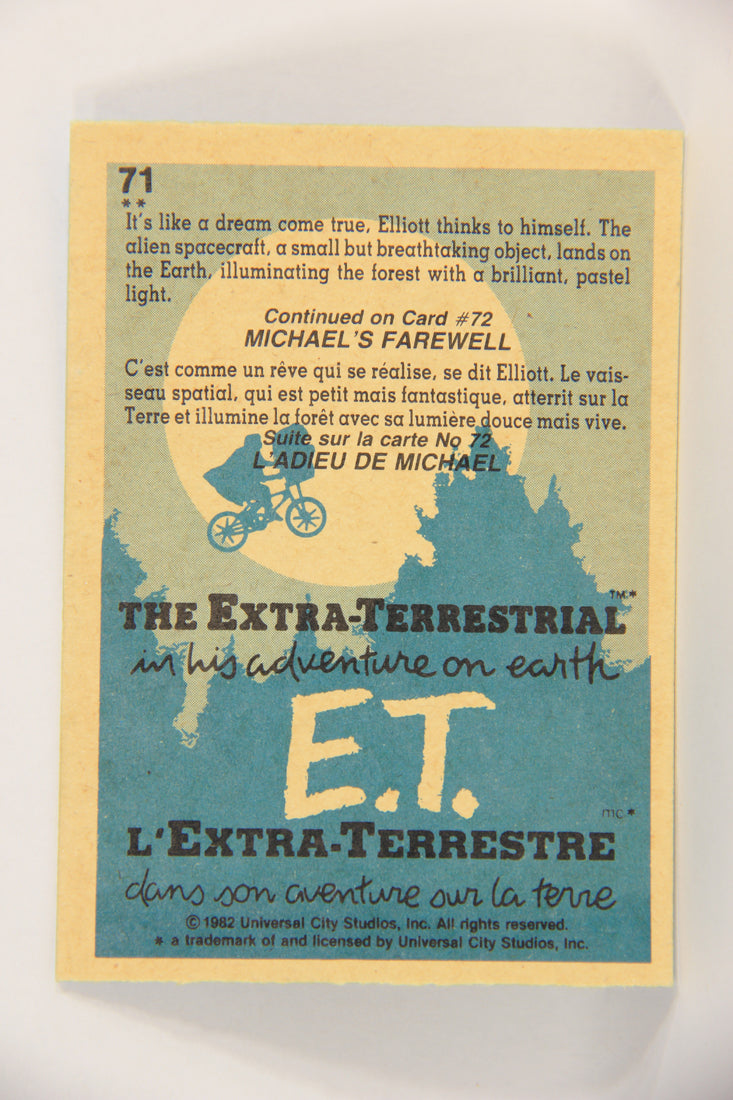 71
**
It's like a dream come true, Elliott thinks to himself. The
alien spacecraft, a small but breathtaking object, lands on
the Earth, illuminating the forest with a brilliant, pastel
light.
Continued on Card #72
MICHAEL'S FAREWELL
C'est comme un rêve qui se réalise, se dit Elliott. Le vais-
seau spatial, qui est petit mais fantastique, atterrit sur la
Terre et illumine la forêt avec sa lumière douce mais vive.
Suite sur la carte No 72
L'ADIEU DE MICHAEL
THE EXTRA-TERRESTRIAL TM*
in his adventure on earth
E.T.
mc*
L'EXTRA-TERRESTRE
dans son aventure sur la terre
©1982 Universal City Studios, Inc. All rights reserved.
* a trademark of and licensed by Universal City Studios, Inc.